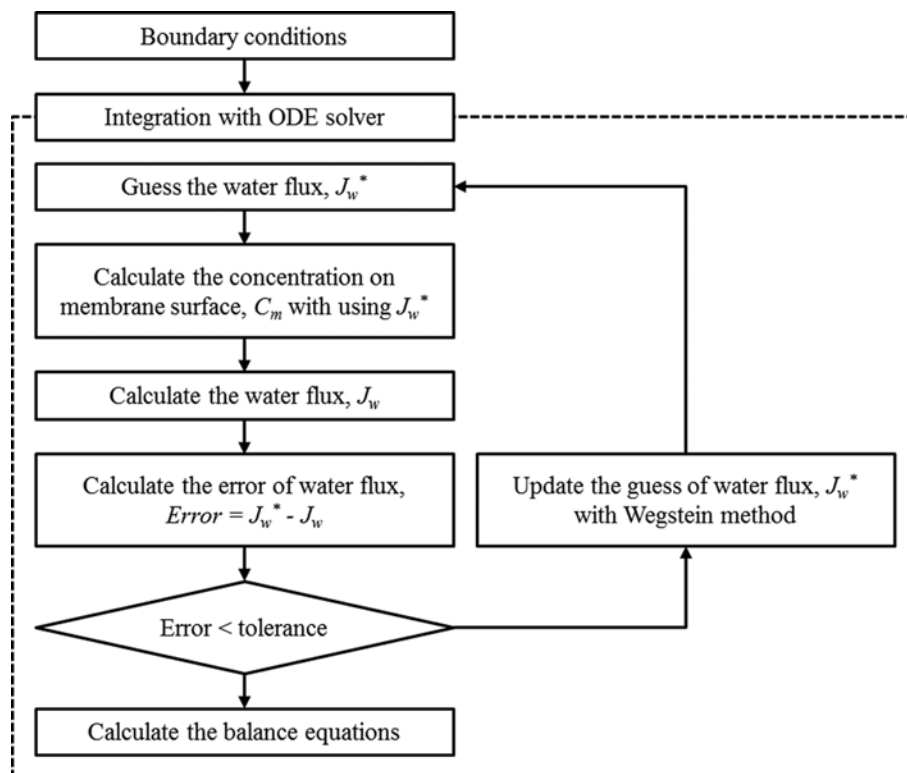 Boundary conditions
Integration with ODE solver
Guess the water flux, J_w^*
Calculate the concentration on
membrane surface, C_m with using J_w^*
Calculate the water flux, J_w
Calculate the error of water flux,
Error = J_w^* - J_w
Update the guess of water flux, J_w^*
with Wegstein method
Error < tolerance
Calculate the balance equations